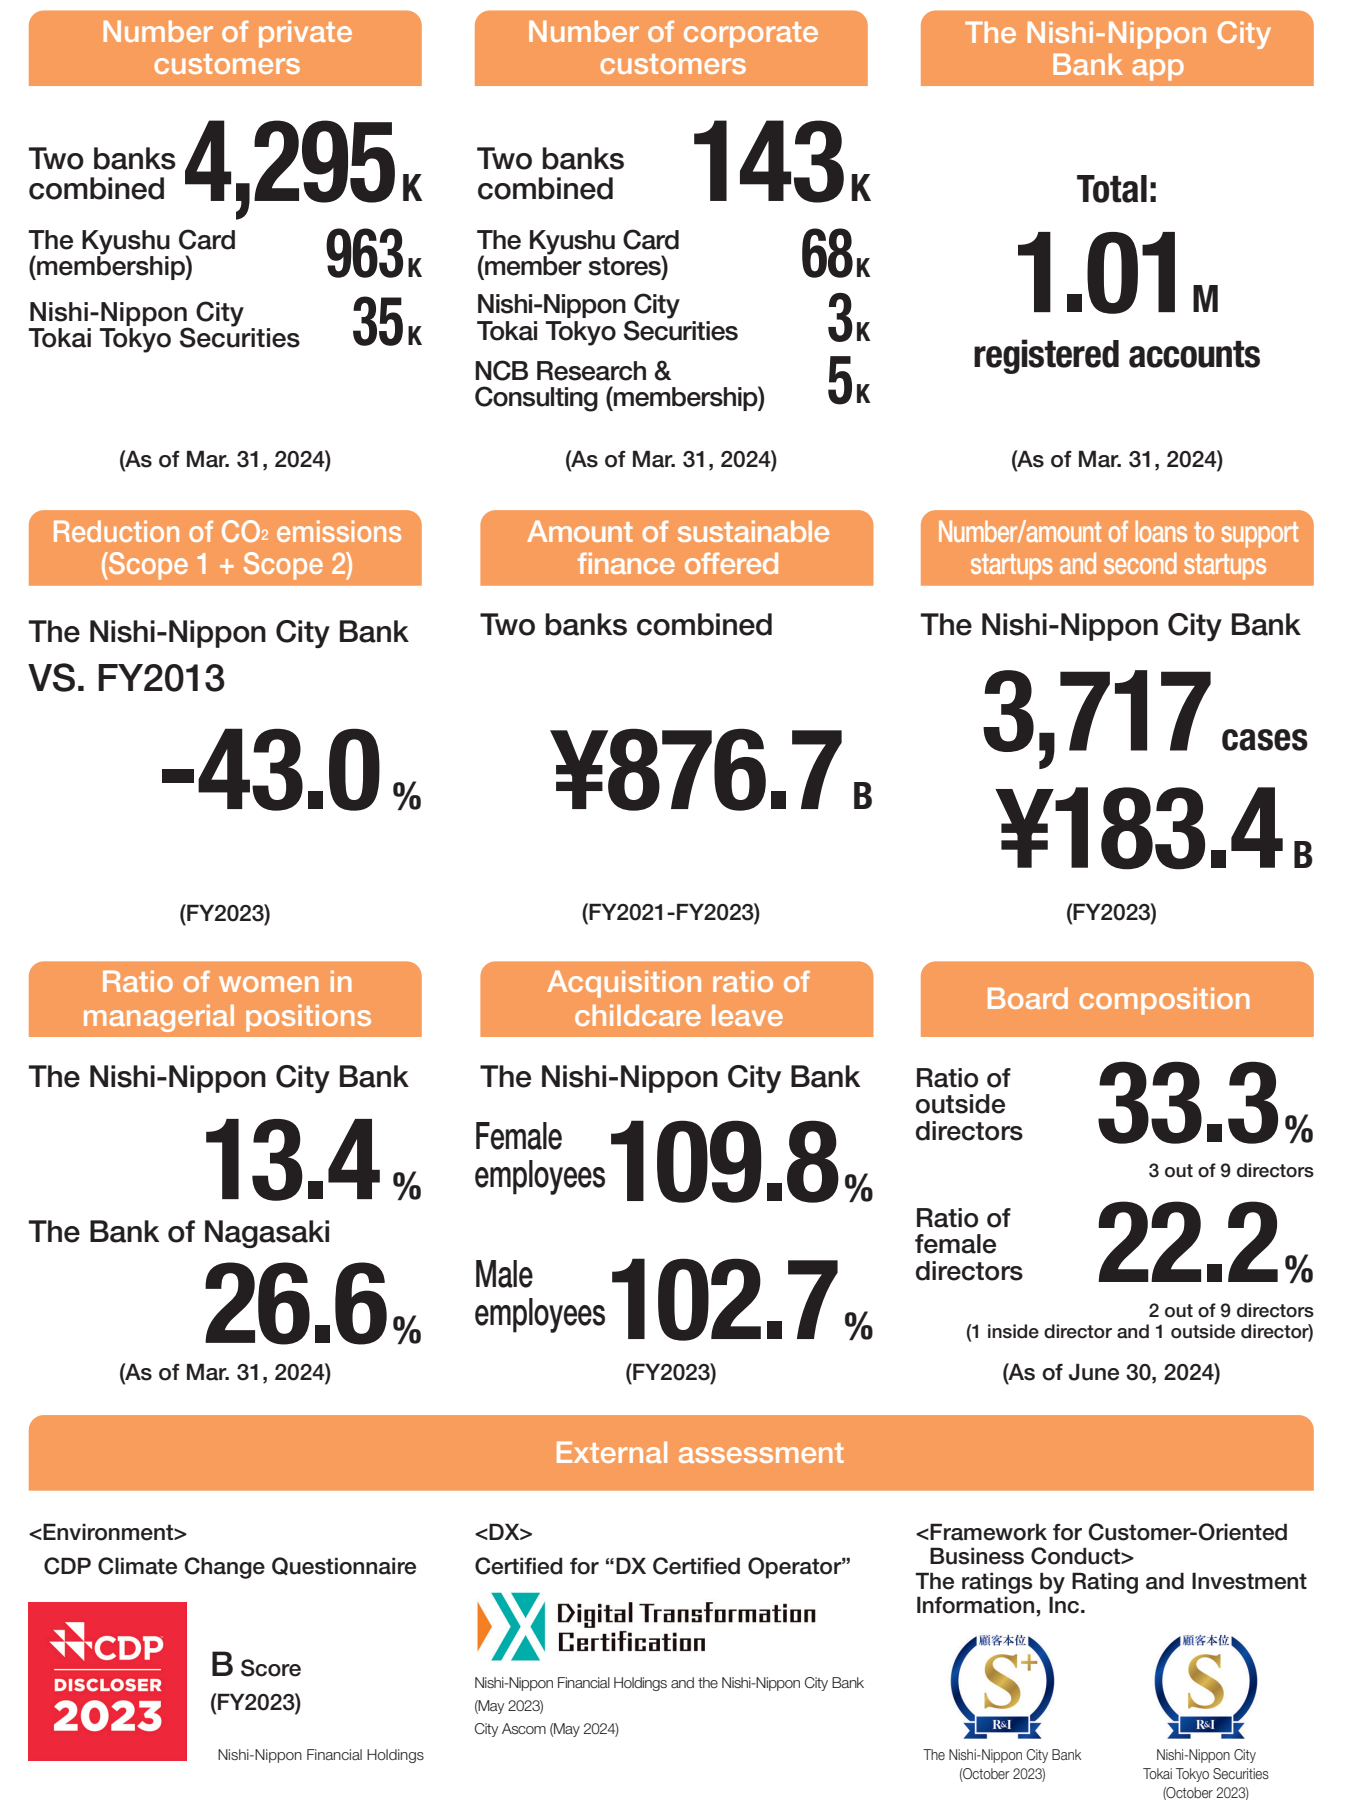 Number of private
customers
Two banks
combined
4,295 K
The Kyushu Card
(membership)
963 K
Nishi-Nippon City
Tokai Tokyo Securities
35 K
(As of Mar. 31, 2024)
Number of corporate
customers
Two banks
combined
143 K
The Kyushu Card
(member stores)
68 K
Nishi-Nippon City
Tokai Tokyo Securities
3 K
NCB Research &
Consulting (membership)
5 K
(As of Mar. 31, 2024)
The Nishi-Nippon City
Bank app
Total:
1.01 M
registered accounts
(As of Mar. 31, 2024)
Reduction of CO2 emissions
(Scope 1 + Scope 2)
The Nishi-Nippon City Bank
VS. FY2013
-43.0 %
(FY2023)
Amount of sustainable
finance offered
Two banks combined
¥876.7 B
(FY2021-FY2023)
Number/amount of loans to support
startups and second startups
The Nishi-Nippon City Bank
3,717 cases
¥183.4 B
(FY2023)
Ratio of women in
managerial positions
The Nishi-Nippon City Bank
13.4 %
The Bank of Nagasaki
26.6 %
(As of Mar. 31, 2024)
Acquisition ratio of
childcare leave
The Nishi-Nippon City Bank
Female
employees
109.8 %
Male
employees
102.7 %
(FY2023)
Board composition
Ratio of
outside
directors
33.3 %
3 out of 9 directors
Ratio of
female
directors
22.2 %
2 out of 9 directors
(1 inside director and 1 outside director)
(As of June 30, 2024)
External assessment
<Environment>
CDP Climate Change Questionnaire
CDP
DISCLOSER
2023
B Score
(FY2023)
Nishi-Nippon Financial Holdings
<DX>
Certified for “DX Certified Operator”
Digital Transformation
Certification
Nishi-Nippon Financial Holdings and the Nishi-Nippon City Bank
(May 2023)
City Ascom (May 2024)
<Framework for Customer-Oriented
Business Conduct>
The ratings by Rating and Investment
Information, Inc.
顧客本位
S+
R&I
The Nishi-Nippon City Bank
(October 2023)
顧客本位
S
R&I
Nishi-Nippon City
Tokai Tokyo Securities
(October 2023)